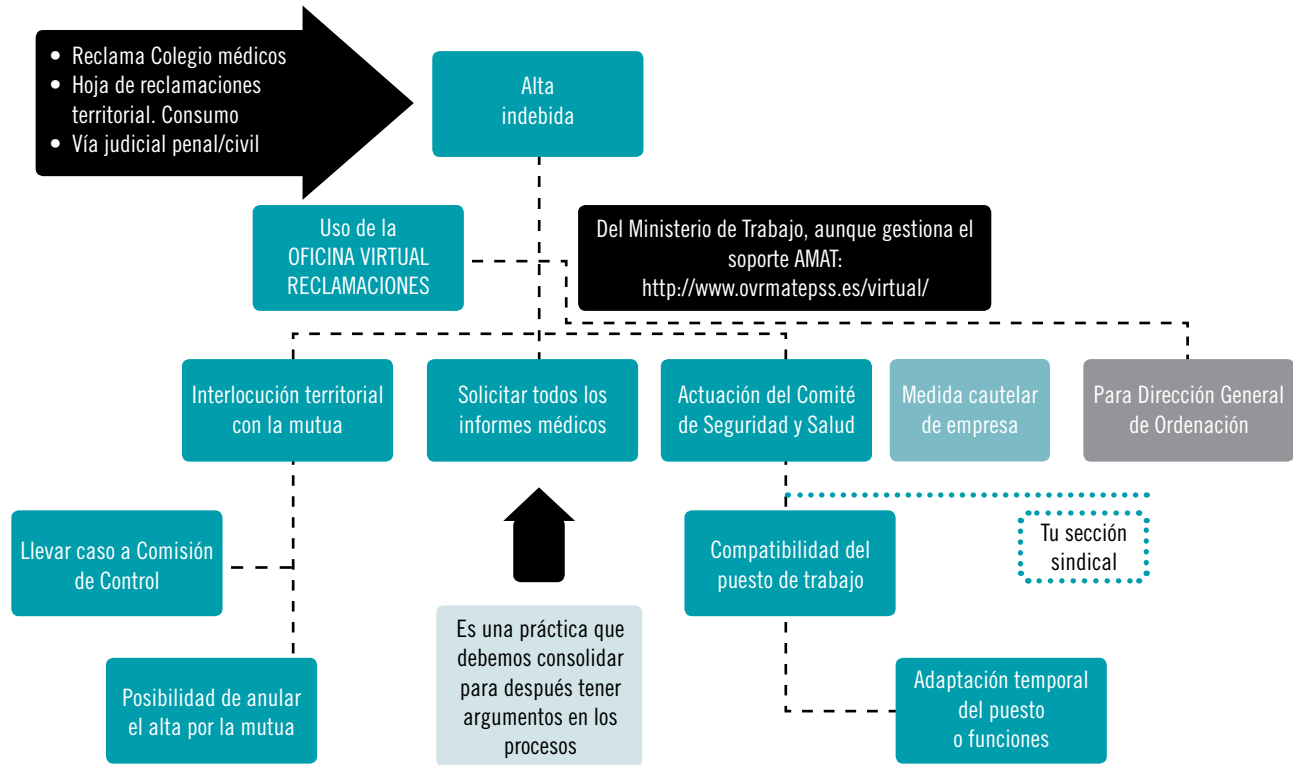 • Reclama Colegio médicos
• Hoja de reclamaciones
territorial. Consumo
• Vía judicial penal/civil
Alta
indebida
Uso de la
OFICINA VIRTUAL
RECLAMACIONES
Del Ministerio de Trabajo, aunque gestiona el
soporte AMAT:
http://www.ovrmatepss.es/virtual/
Interlocución territorial
con la mutua
Solicitar todos los
informes médicos
Actuación del Comité
de Seguridad y Salud
Medida cautelar
de empresa
Para Dirección General
de Ordenación
Llevar caso a Comisión
de Control
Compatibilidad del
puesto de trabajo
Tu sección
sindical
Es una práctica que
debemos consolidar
para después tener
argumentos en los
procesos
Posibilidad de anular
el alta por la mutua
Adaptación temporal
del puesto
o funciones